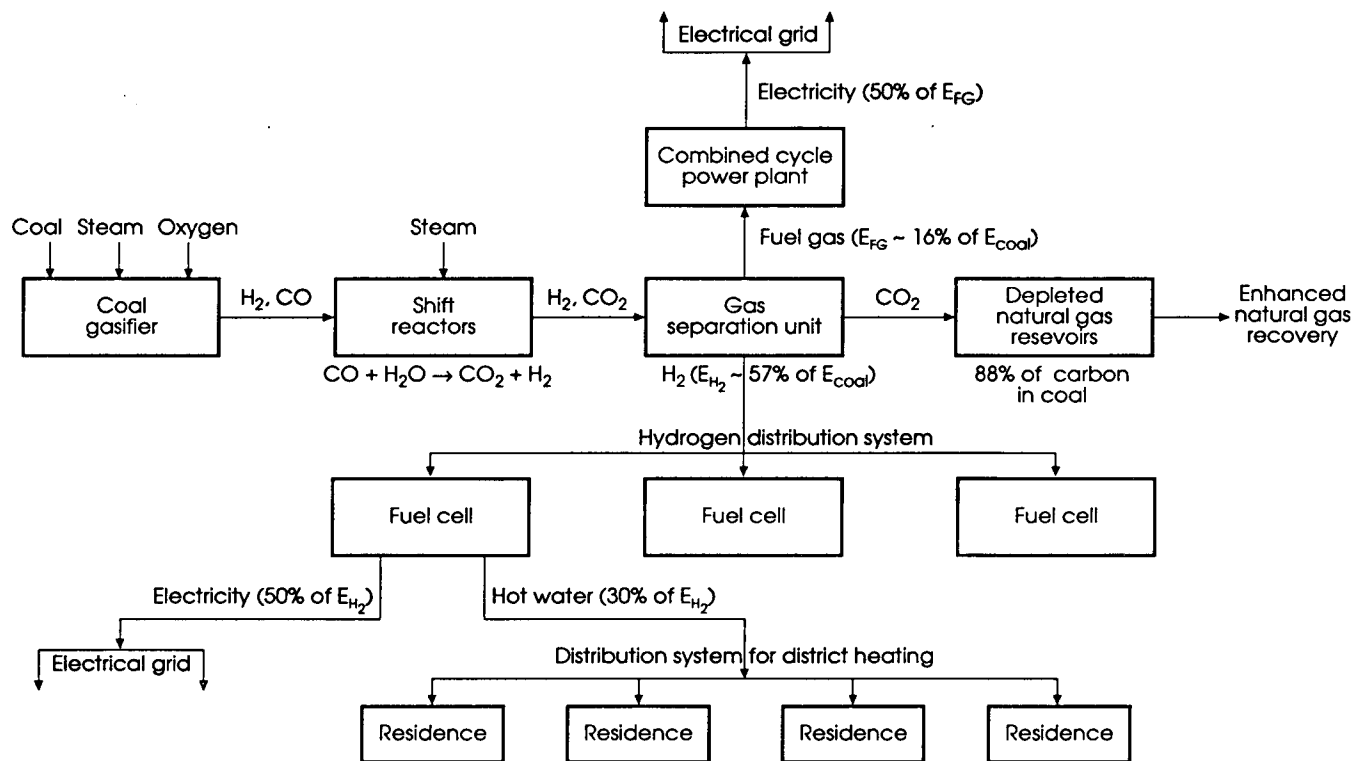 Electrical grid
Electricity (50% of E_FG)
Combined cycle
power plant
Coal Steam Oxygen
Steam
Fuel gas (E_FG ~ 16% of E_coal)
Coal
gasifier
H₂, CO
Shift
reactors
H₂, CO₂
Gas
separation unit
CO₂
Depleted
natural gas
resevoirs
Enhanced
natural gas
recovery
CO + H₂O → CO₂ + H₂
H₂ (E_H₂ ~ 57% of E_coal)
88% of carbon
in coal
Hydrogen distribution system
Fuel cell
Fuel cell
Fuel cell
Electricity (50% of E_H₂)
Hot water (30% of E_H₂)
Electrical grid
Distribution system for district heating
Residence
Residence
Residence
Residence